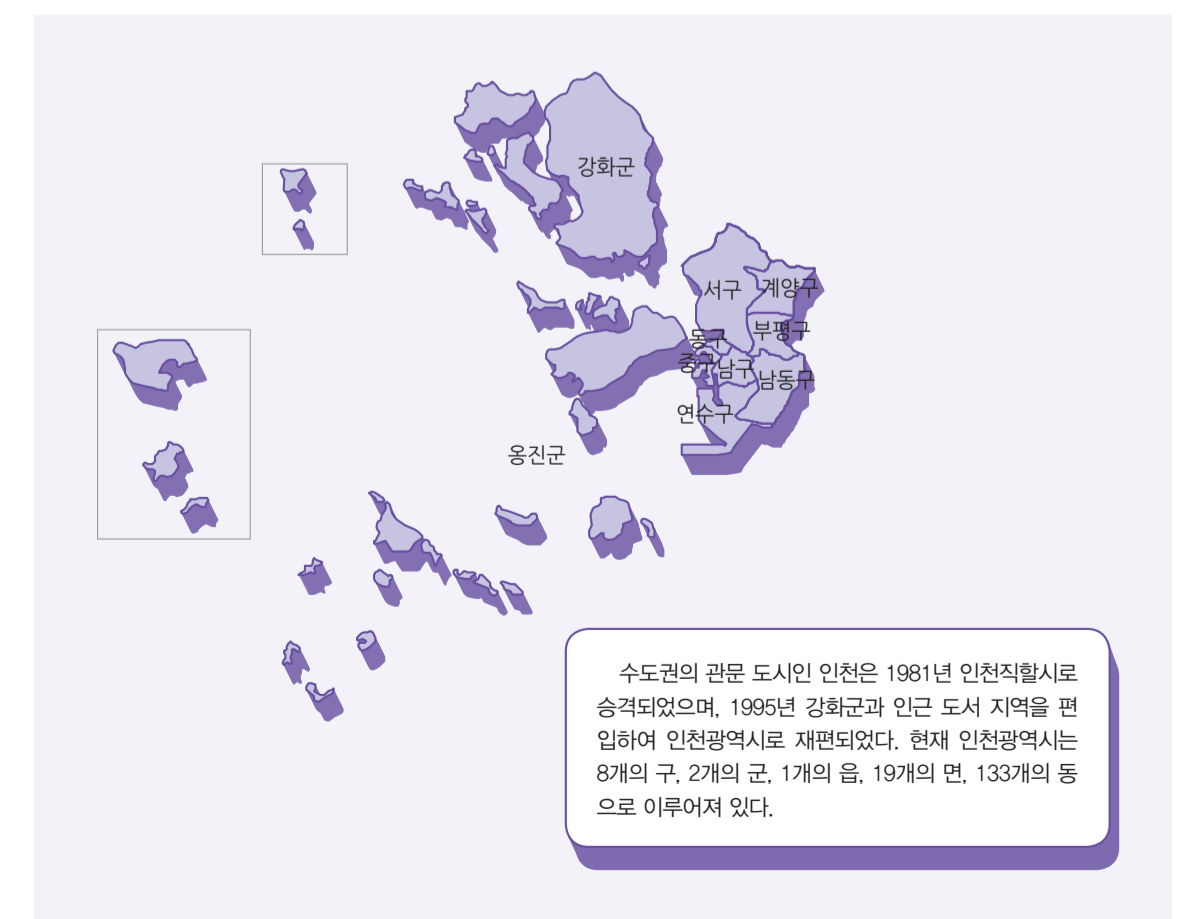 강화군
서구
계양구
동구
부평구
중구
남구
남동구
연수구
옹진군
수도권의 관문 도시인 인천은 1981년 인천직할시로
승격되었으며, 1995년 강화군과 인근 도서 지역을 편
입하여 인천광역시로 재편되었다. 현재 인천광역시는
8개의 구, 2개의 군, 1개의 읍, 19개의 면, 133개의 동
으로 이루어져 있다.